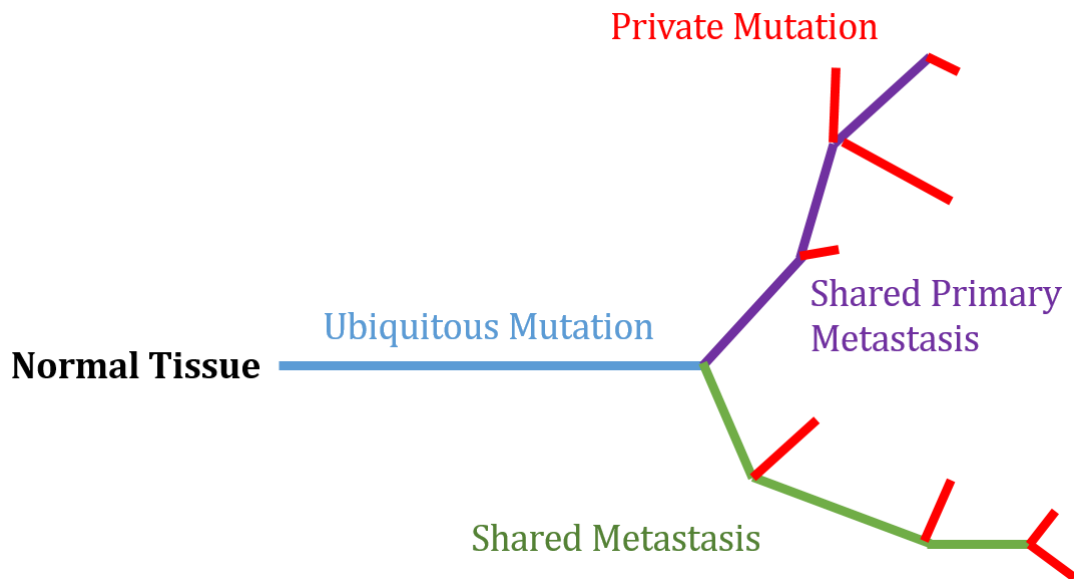 Private Mutation
Shared Primary
Metastasis
Ubiquitous Mutation
Normal Tissue
Shared Metastasis